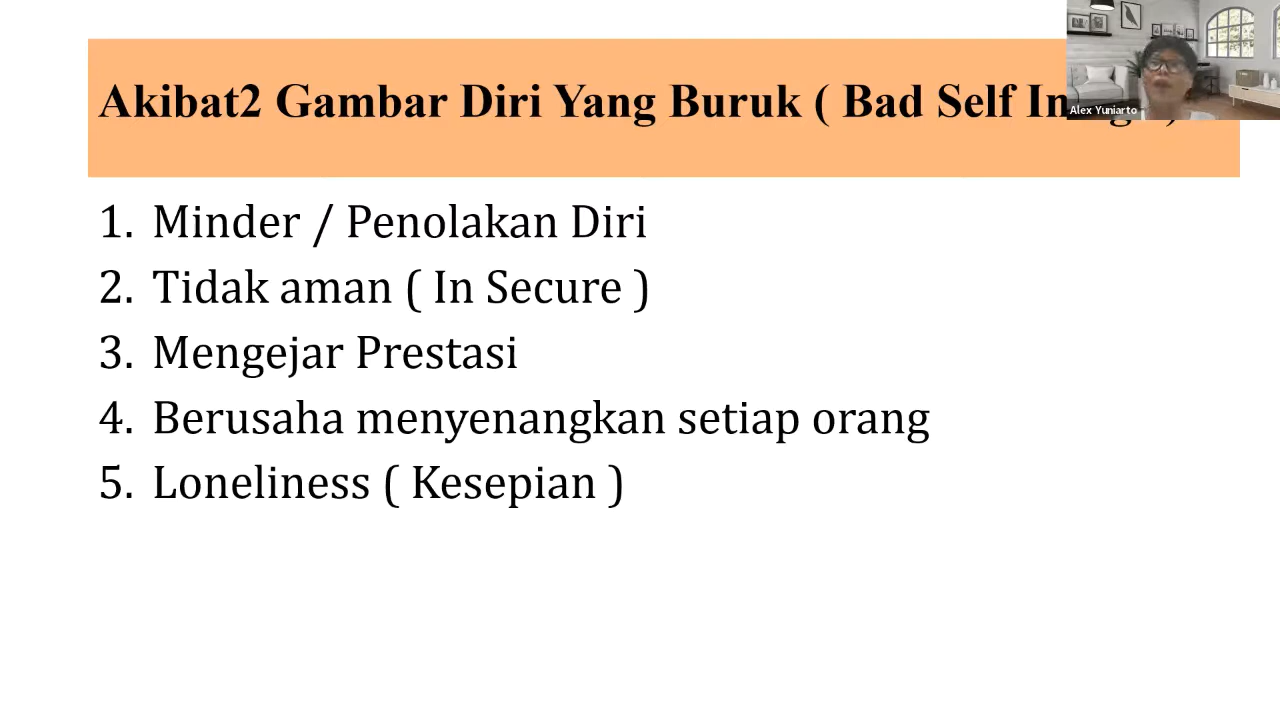 Akibat2 Gambar Diri Yang Buruk ( Bad Self
Alex Yuniarto
1. Minder / Penolakan Diri
2. Tidak aman ( In Secure )
3. Mengejar Prestasi
4. Berusaha menyenangkan setiap orang
5. Loneliness ( Kesepian )